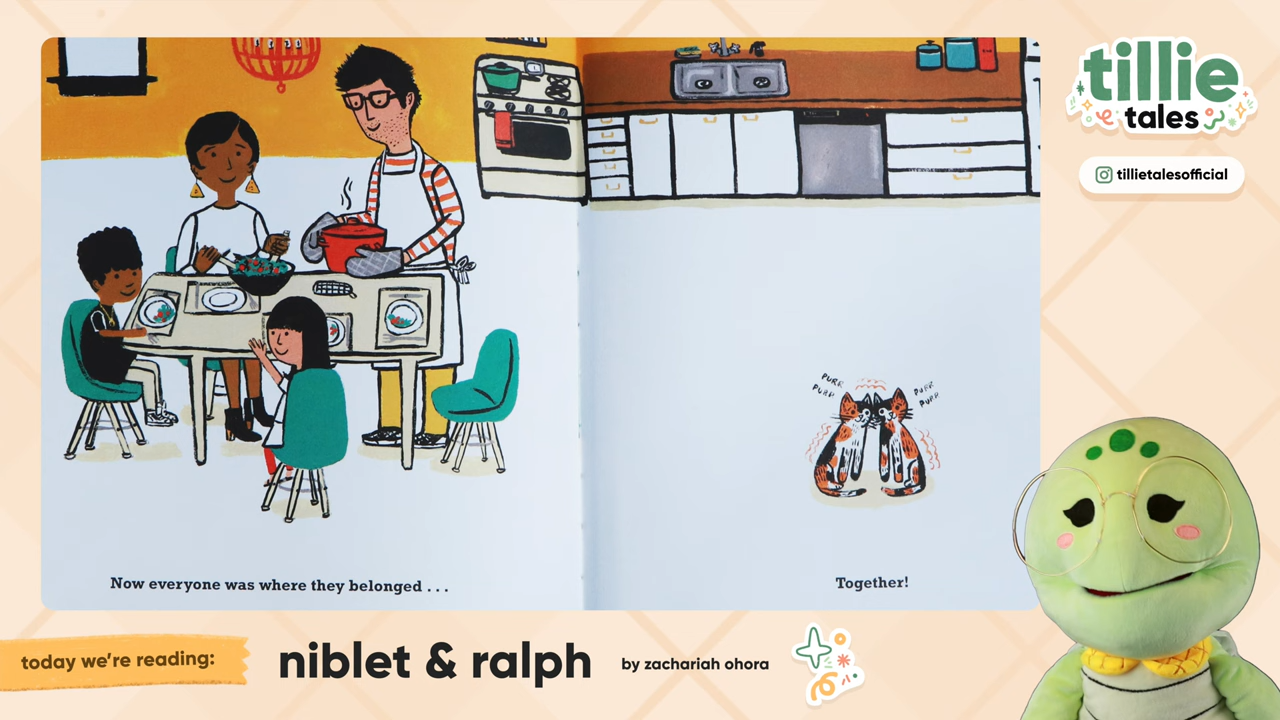 tillie
tales
tillietalesofficial
PURR
PURR
PURR
PURR
Now everyone was where they belonged . . .
Together!
today we're reading:
niblet & ralph
by zachariah ohora